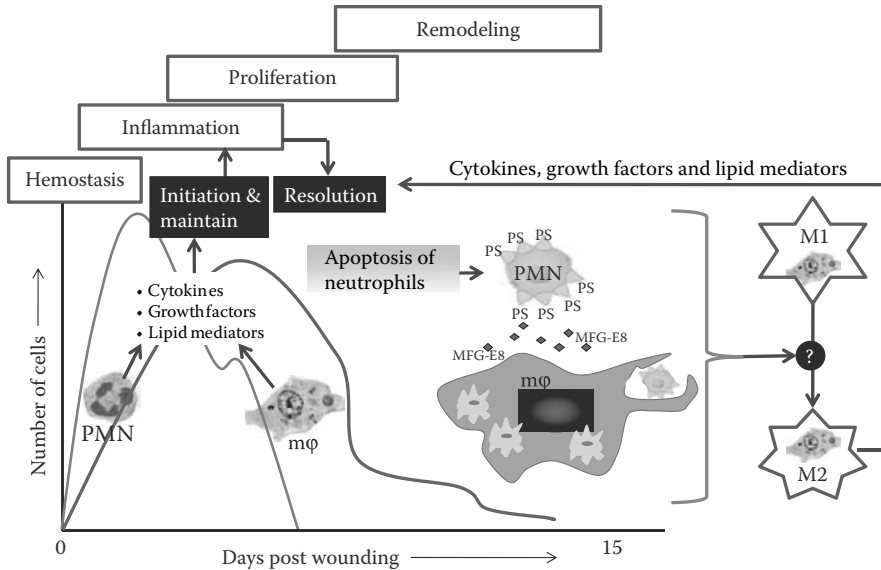 Remodeling
Proliferation
Inflammation
Hemostasis
Initiation &
maintain
Resolution
Cytokines, growth factors and lipid mediators
• Cytokines
• Growth factors
• Lipid mediators
PMN
mφ
Apoptosis of
neutrophils
PS
PS
PS
PS
PMN
PS
PS
PS
PS
MFG-E8
MFG-E8
mφ
M1
?
M2
Number of cells
0
Days post wounding
15